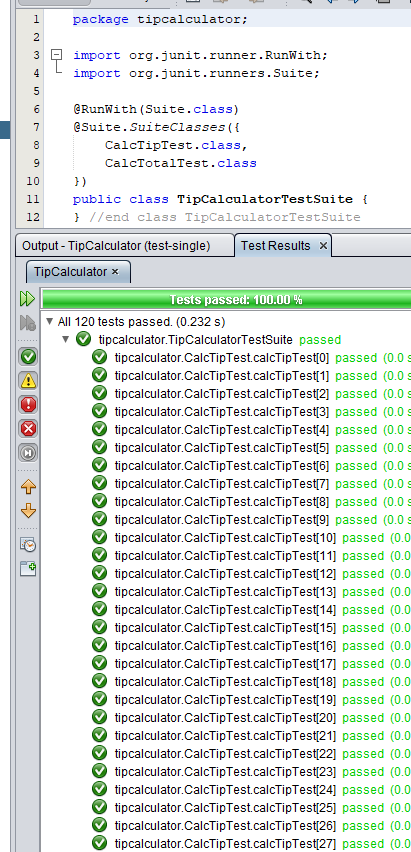 1 package tipcalculator;
2
3 import org.junit.runner.RunWith;
4 import org.junit.runners.Suite;
5
6 @RunWith(Suite.class)
7 @Suite.SuiteClasses({
8 CalcTipTest.class,
9 CalcTotalTest.class
10 })
11 public class TipCalculatorTestSuite {
12 } //end class TipCalculatorTestSuite
Output - TipCalculator (test-single) Test Results ×
TipCalculator ×
Tests passed: 100.00 %
All 120 tests passed. (0.232 s)
tipcalculator.TipCalculatorTestSuite passed
tipcalculator.CalcTipTest.calcTipTest[0] passed (0.0 s
tipcalculator.CalcTipTest.calcTipTest[1] passed (0.0 s
tipcalculator.CalcTipTest.calcTipTest[2] passed (0.0 s
tipcalculator.CalcTipTest.calcTipTest[3] passed (0.0 s
tipcalculator.CalcTipTest.calcTipTest[4] passed (0.0 s
tipcalculator.CalcTipTest.calcTipTest[5] passed (0.0 s
tipcalculator.CalcTipTest.calcTipTest[6] passed (0.0 s
tipcalculator.CalcTipTest.calcTipTest[7] passed (0.0 s
tipcalculator.CalcTipTest.calcTipTest[8] passed (0.0 s
tipcalculator.CalcTipTest.calcTipTest[9] passed (0.0 s
tipcalculator.CalcTipTest.calcTipTest[10] passed (0.0
tipcalculator.CalcTipTest.calcTipTest[11] passed (0.0
tipcalculator.CalcTipTest.calcTipTest[12] passed (0.0
tipcalculator.CalcTipTest.calcTipTest[13] passed (0.0
tipcalculator.CalcTipTest.calcTipTest[14] passed (0.0
tipcalculator.CalcTipTest.calcTipTest[15] passed (0.0
tipcalculator.CalcTipTest.calcTipTest[16] passed (0.0
tipcalculator.CalcTipTest.calcTipTest[17] passed (0.0
tipcalculator.CalcTipTest.calcTipTest[18] passed (0.0
tipcalculator.CalcTipTest.calcTipTest[19] passed (0.0
tipcalculator.CalcTipTest.calcTipTest[20] passed (0.0
tipcalculator.CalcTipTest.calcTipTest[21] passed (0.0
tipcalculator.CalcTipTest.calcTipTest[22] passed (0.0
tipcalculator.CalcTipTest.calcTipTest[23] passed (0.0
tipcalculator.CalcTipTest.calcTipTest[24] passed (0.0
tipcalculator.CalcTipTest.calcTipTest[25] passed (0.0
tipcalculator.CalcTipTest.calcTipTest[26] passed (0.0
tipcalculator.CalcTipTest.calcTipTest[27] passed (0.0